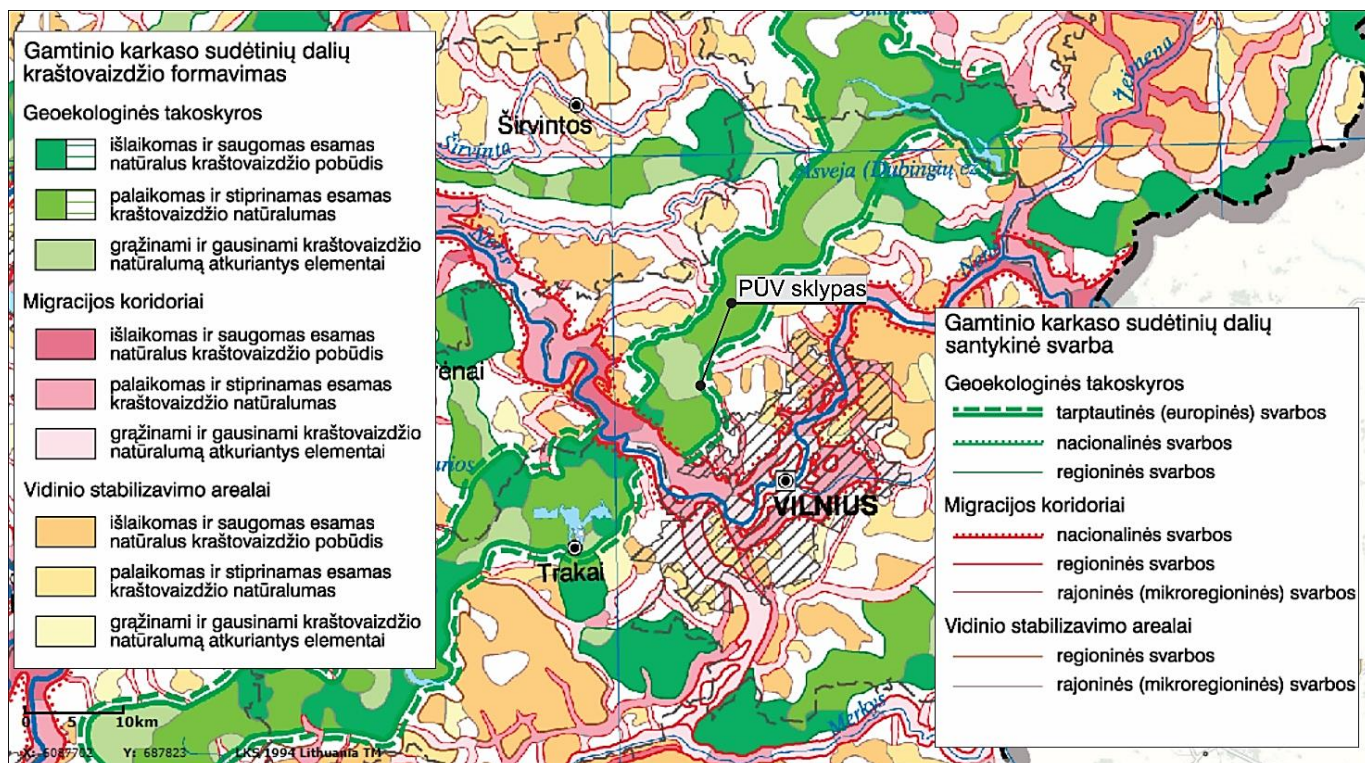 Gamtinio karkaso sudėtinių dalių
kraštovaizdžio formavimas
Geoekologinės takoskyros
išlaikomas ir saugomas esamas
natūralus kraštovaizdžio pobūdis
palaikomas ir stiprinamas esamas
kraštovaizdžio natūralumas
grąžinami ir gausinami kraštovaizdžio
natūralumą atkuriantys elementai
Migracijos koridoriai
išlaikomas ir saugomas esamas
natūralus kraštovaizdžio pobūdis
palaikomas ir stiprinamas esamas
kraštovaizdžio natūralumas
grąžinami ir gausinami kraštovaizdžio
natūralumą atkuriantys elementai
Vidinio stabilizavimo arealai
išlaikomas ir saugomas esamas
natūralus kraštovaizdžio pobūdis
palaikomas ir stiprinamas esamas
kraštovaizdžio natūralumas
grąžinami ir gausinami kraštovaizdžio
natūralumą atkuriantys elementai
0 5 10km
X: 6087702 Y: 687823 LKS 1994 Lithuania TM
Širvintos
Širvinta
Žeimena
Asveja (Dubingių ež.)
Neris
Neris
PŪV sklypas
VILNIUS
Trakai
Merkys
Gamtinio karkaso sudėtinių dalių
santykinė svarba
Geoekologinės takoskyros
tarptautinės (europinės) svarbos
nacionalinės svarbos
regioninės svarbos
Migracijos koridoriai
nacionalinės svarbos
regioninės svarbos
rajoninės (mikroregioninės) svarbos
Vidinio stabilizavimo arealai
regioninės svarbos
rajoninės (mikroregioninės) svarbos